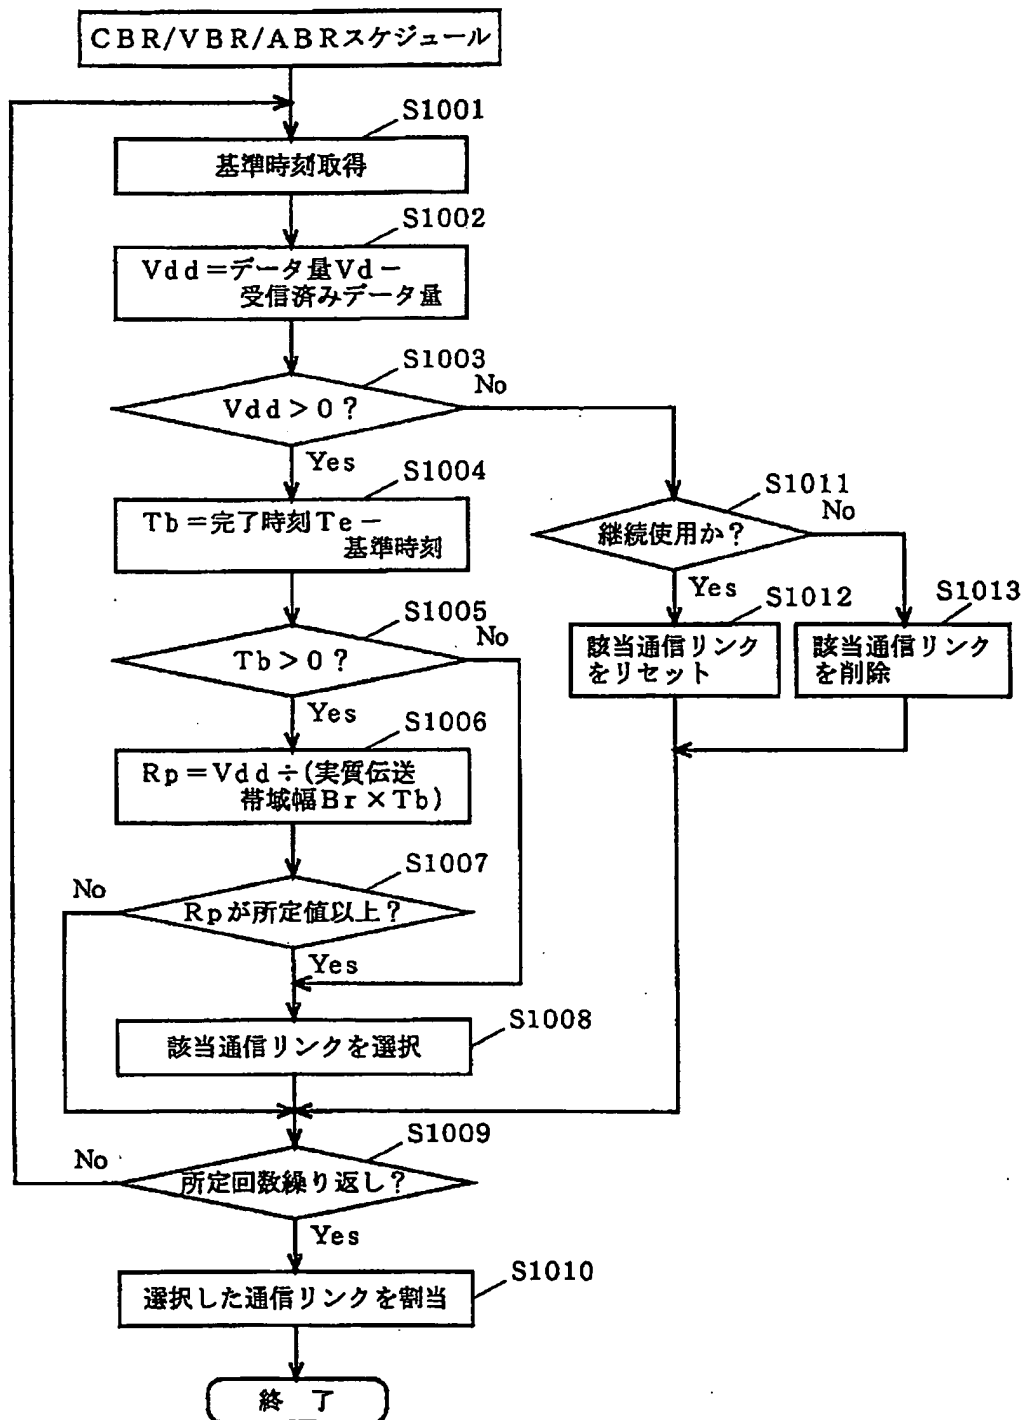 CBR/VBR/ABRスケジュール
S1001
基準時刻取得
S1002
Vdd=データ量Vd−
受信済みデータ量
S1003
Vdd>0?
No
Yes
S1004
Tb=完了時刻Te−
基準時刻
S1011
継続使用か?
No
Yes
S1005
Tb>0?
No
Yes
S1012
該当通信リンク
をリセット
S1013
該当通信リンク
を削除
S1006
Rp=Vdd÷(実質伝送
帯域幅Br×Tb)
S1007
Rpが所定値以上?
No
Yes
S1008
該当通信リンクを選択
S1009
所定回数繰り返し?
No
Yes
S1010
選択した通信リンクを割当
終 了